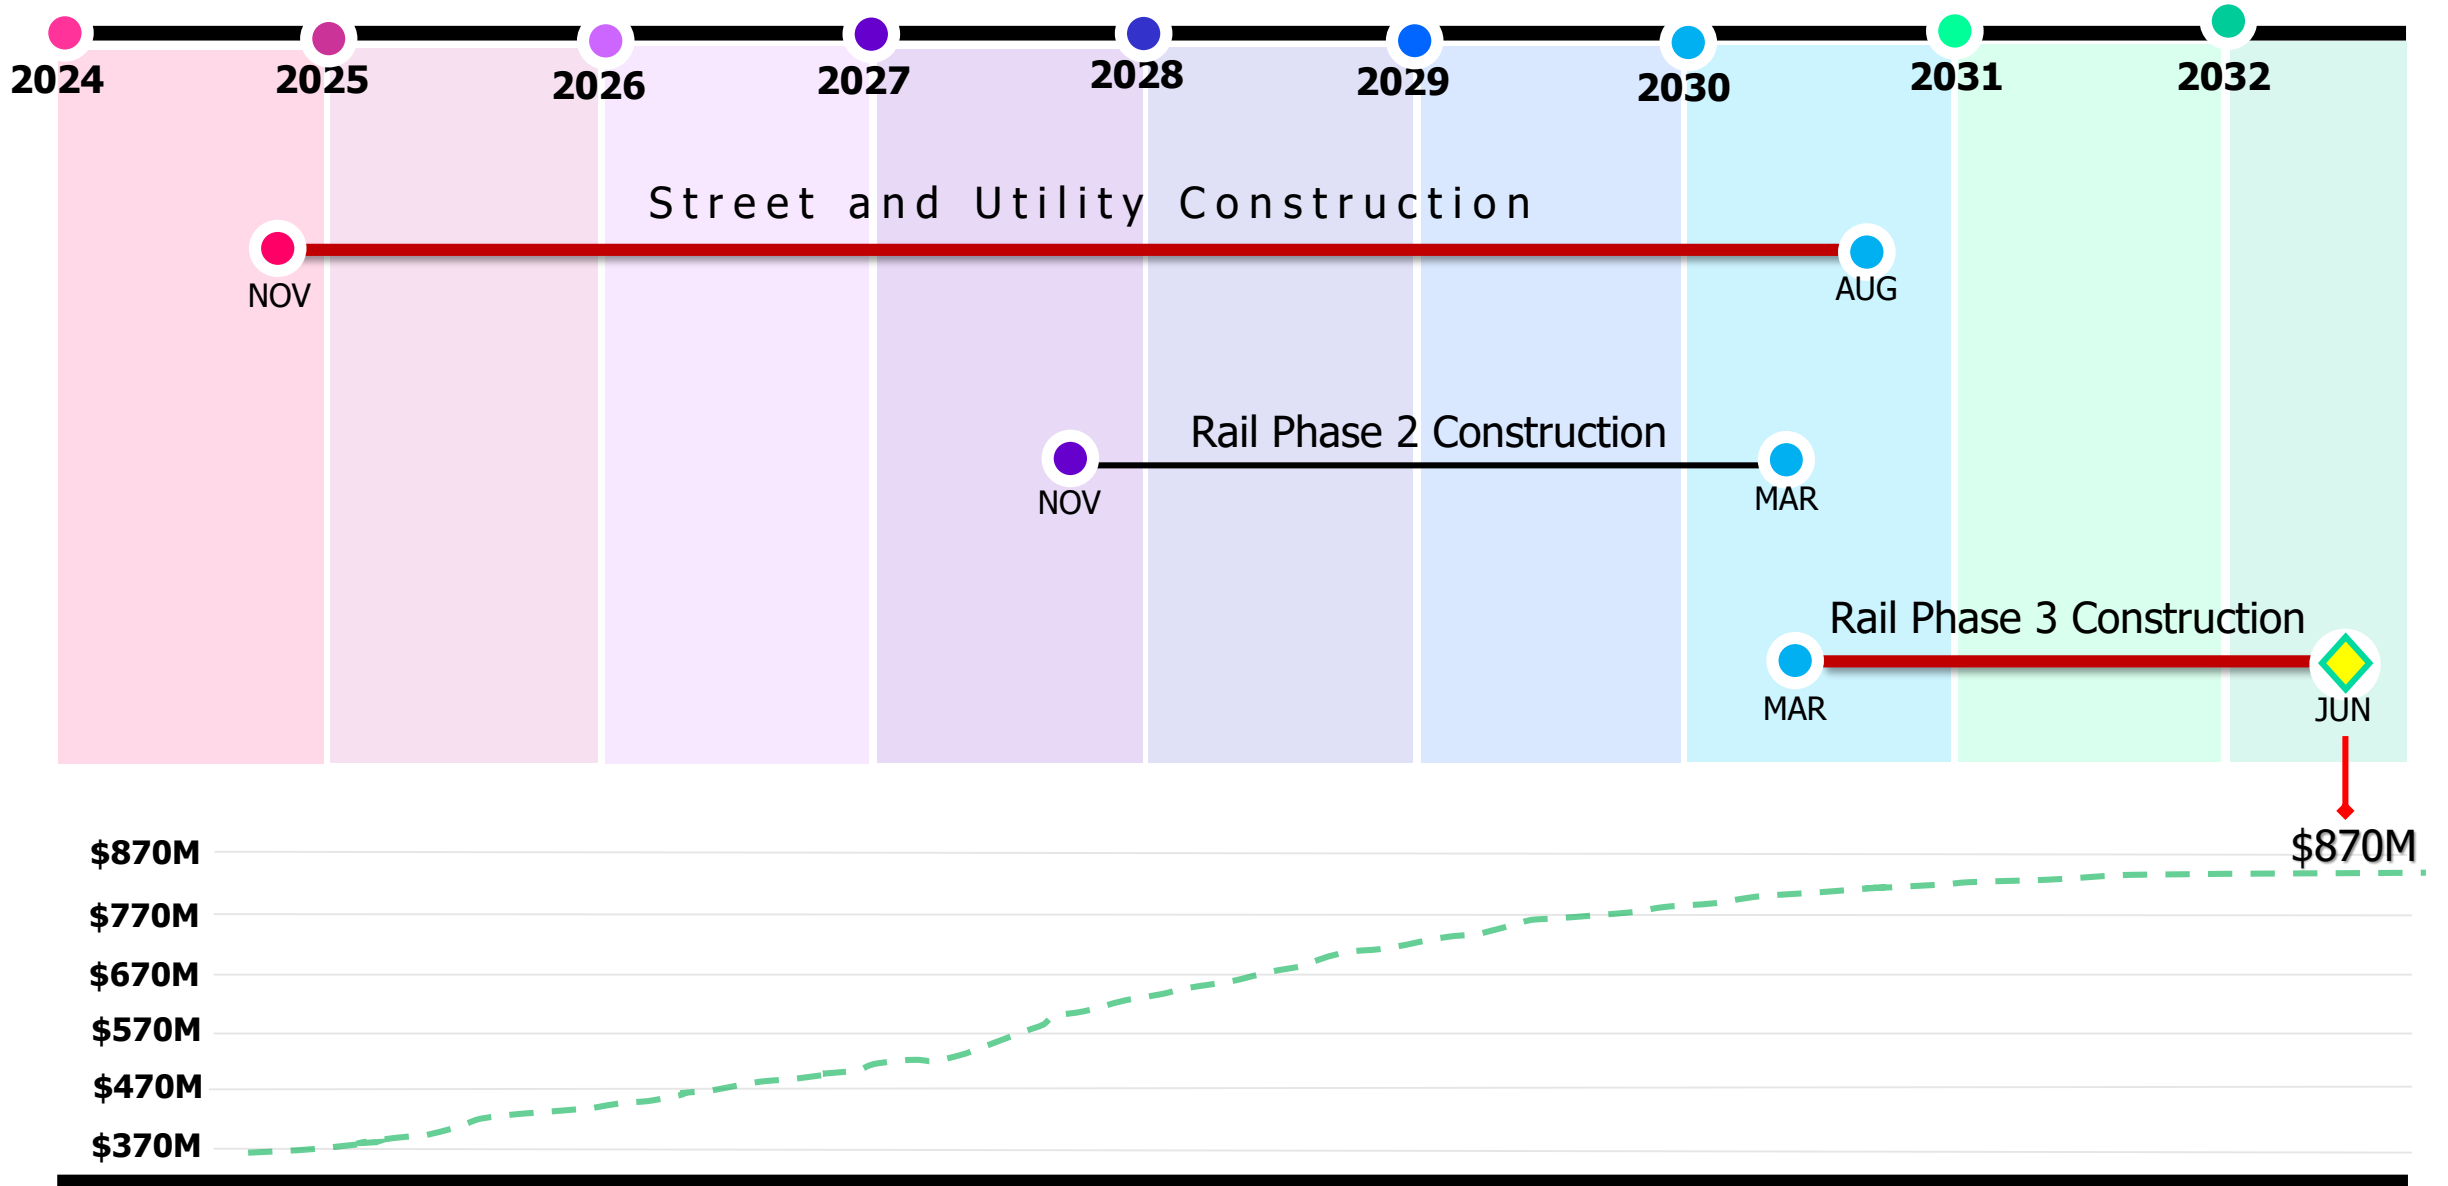 2024 2025 2026 2027 2028 2029 2030 2031 2032
Street and Utility Construction
NOV AUG
Rail Phase 2 Construction
NOV MAR
Rail Phase 3 Construction
MAR JUN
$870M
$870M
$770M
$670M
$570M
$470M
$370M